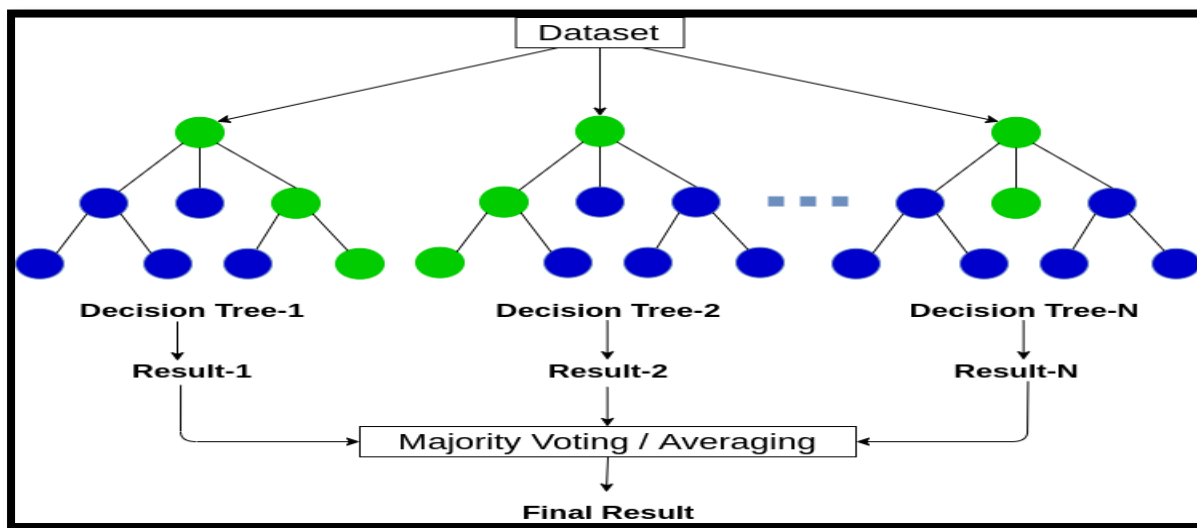 Dataset
Decision Tree-1
Decision Tree-2
Decision Tree-N
Result-1
Result-2
Result-N
Majority Voting / Averaging
Final Result